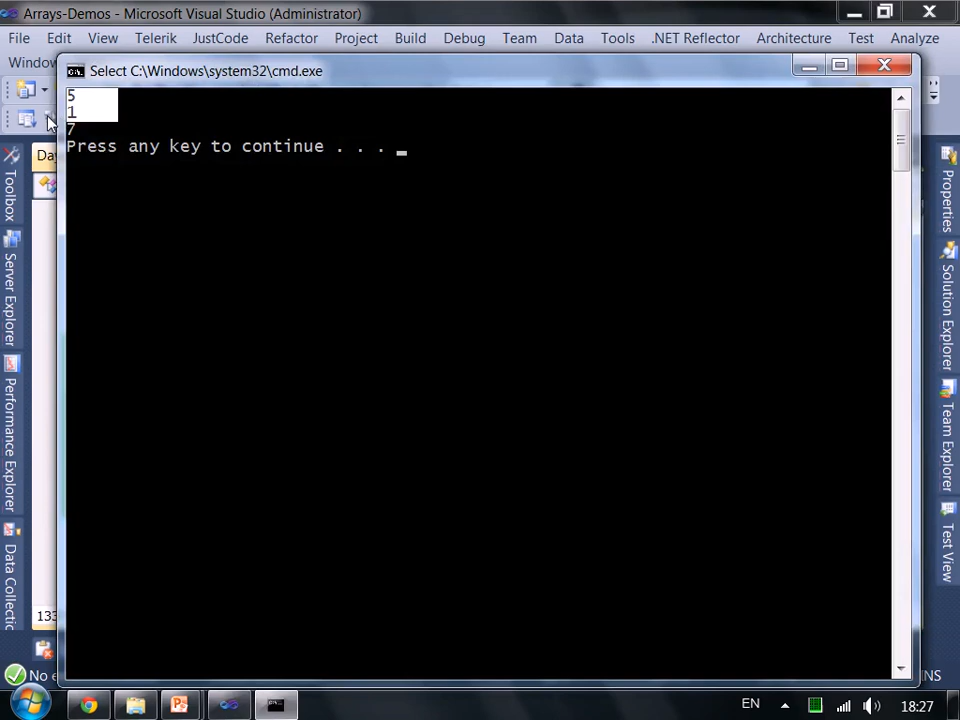 Arrays-Demos - Microsoft Visual Studio (Administrator)
File Edit View Telerik JustCode Refactor Project Build Debug Team Data Tools .NET Reflector Architecture Test Analyze
Window
Select C:\Windows\system32\cmd.exe
5
1
7
Press any key to continue . . .
Toolbox
Server Explorer
Performance Explorer
Data Collecti
Da
133
No e
Properties
Solution Explorer
Team Explorer
Test View
INS
EN
18:27